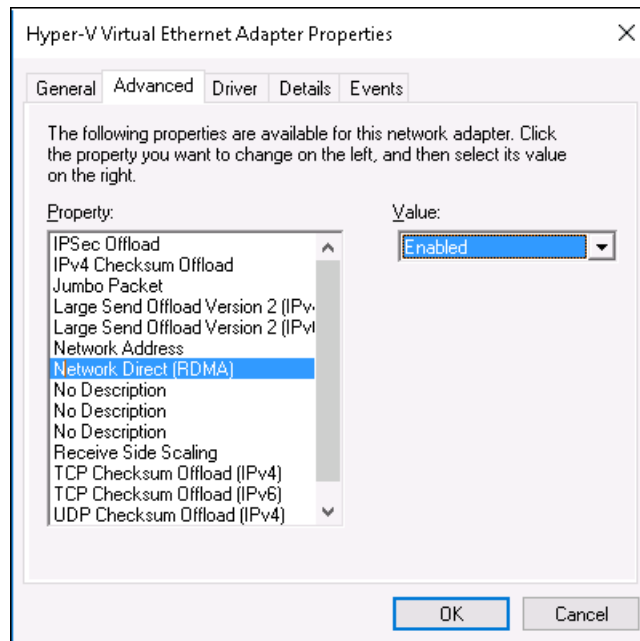 Hyper-V Virtual Ethernet Adapter Properties
General Advanced Driver Details Events
The following properties are available for this network adapter. Click
the property you want to change on the left, and then select its value
on the right.
Property:
IPSec Offload
IPv4 Checksum Offload
Jumbo Packet
Large Send Offload Version 2 (IPv
Large Send Offload Version 2 (IPv
Network Address
Network Direct (RDMA)
No Description
No Description
No Description
Receive Side Scaling
TCP Checksum Offload (IPv4)
TCP Checksum Offload (IPv6)
UDP Checksum Offload (IPv4)
Value:
Enabled
OK Cancel